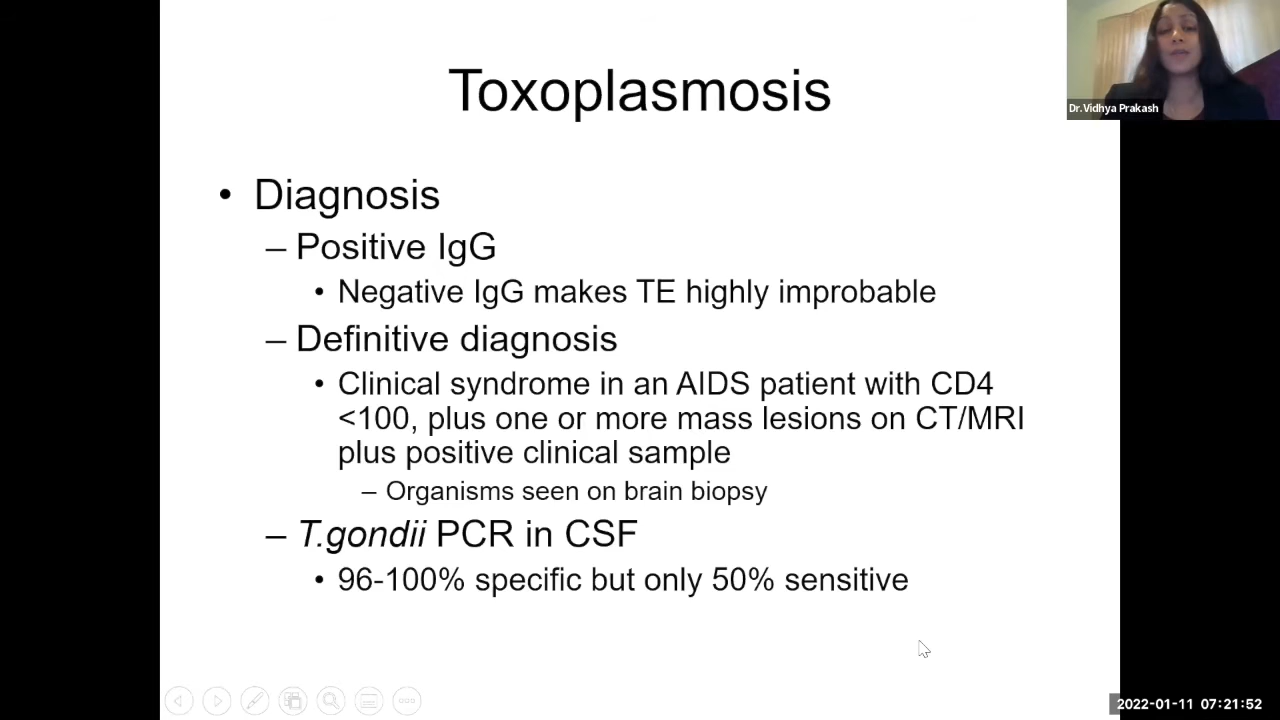 Toxoplasmosis
Dr.Vidhya Prakash
• Diagnosis
– Positive IgG
• Negative IgG makes TE highly improbable
– Definitive diagnosis
• Clinical syndrome in an AIDS patient with CD4
<100, plus one or more mass lesions on CT/MRI
plus positive clinical sample
– Organisms seen on brain biopsy
– T.gondii PCR in CSF
• 96-100% specific but only 50% sensitive
2022-01-11 07:21:52